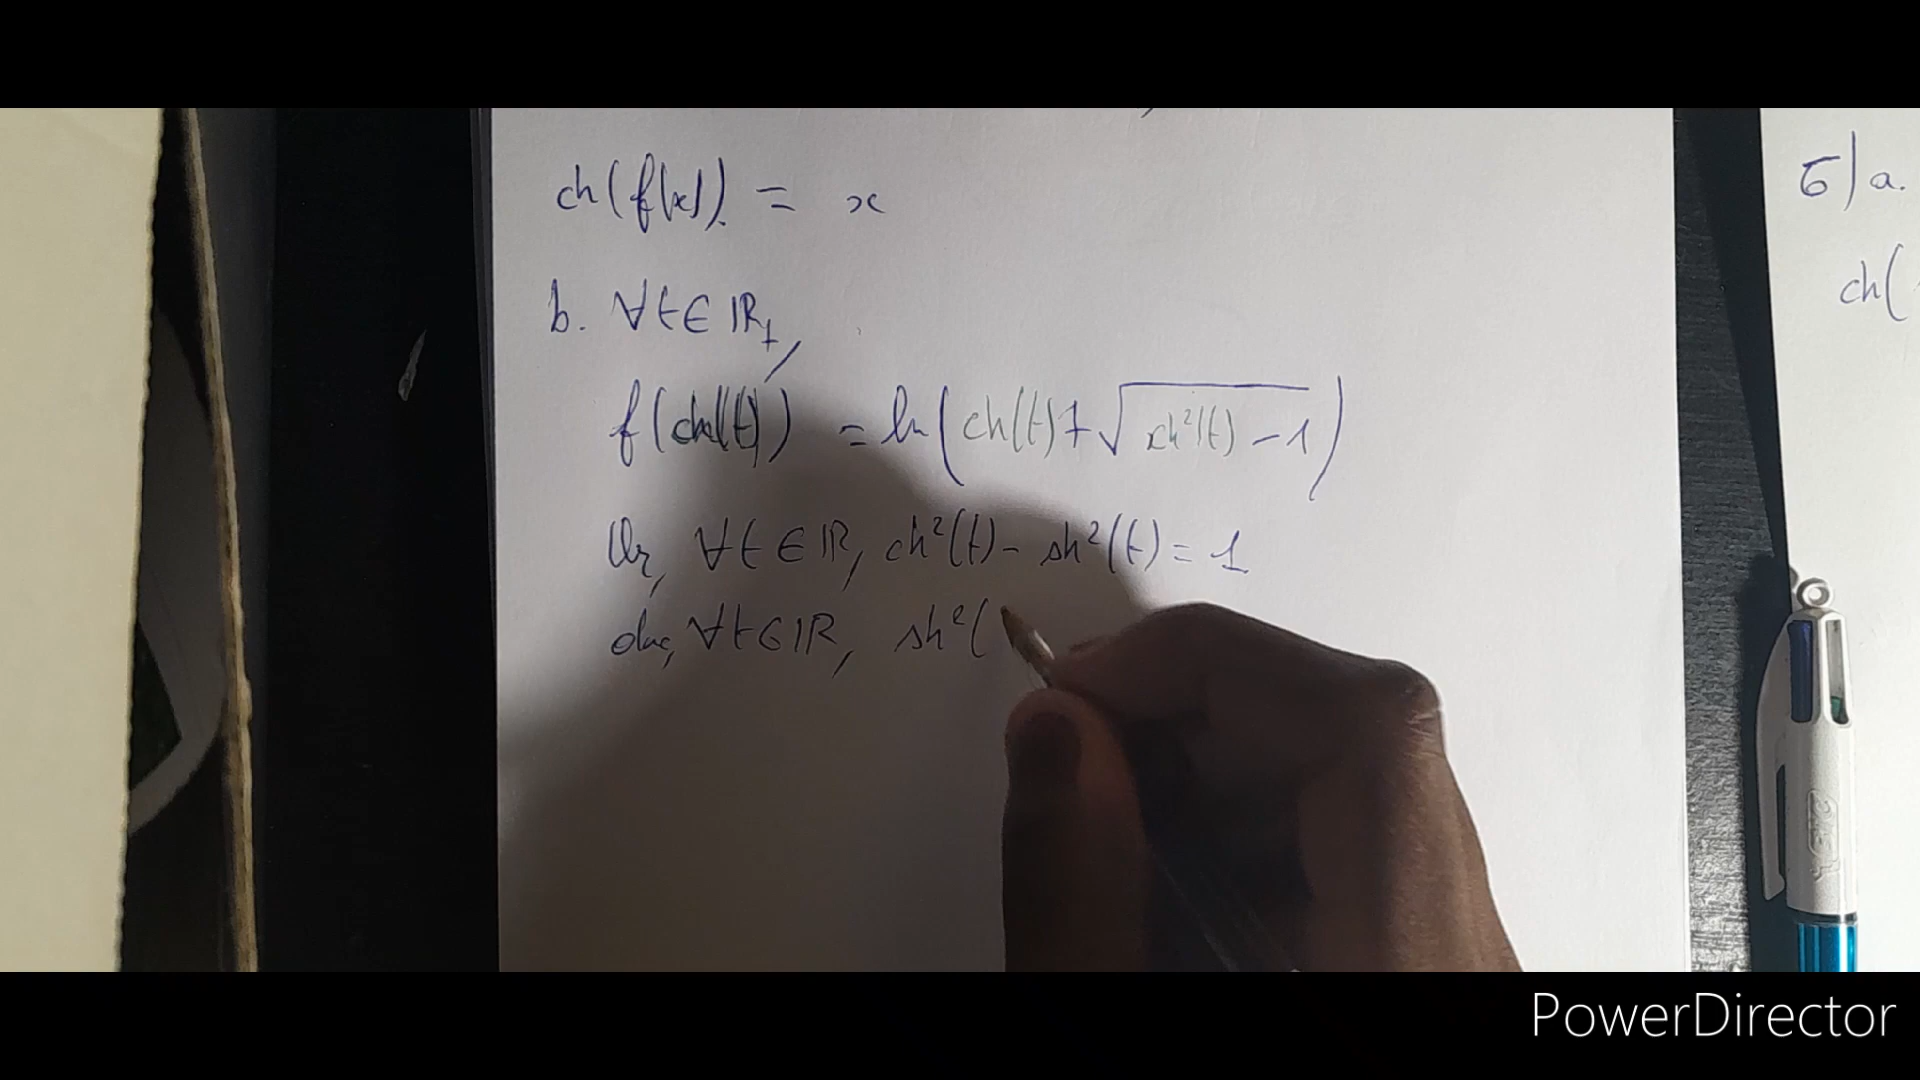 ch(f(x)) = x
6) a.
ch(
b. ∀t∈ℝ+,
f(ch(t)) = ln(ch(t)+√(ch²(t) - 1))
Or, ∀t∈ℝ, ch²(t) - sh²(t) = 1
donc, ∀t∈ℝ, sh²(
PowerDirector